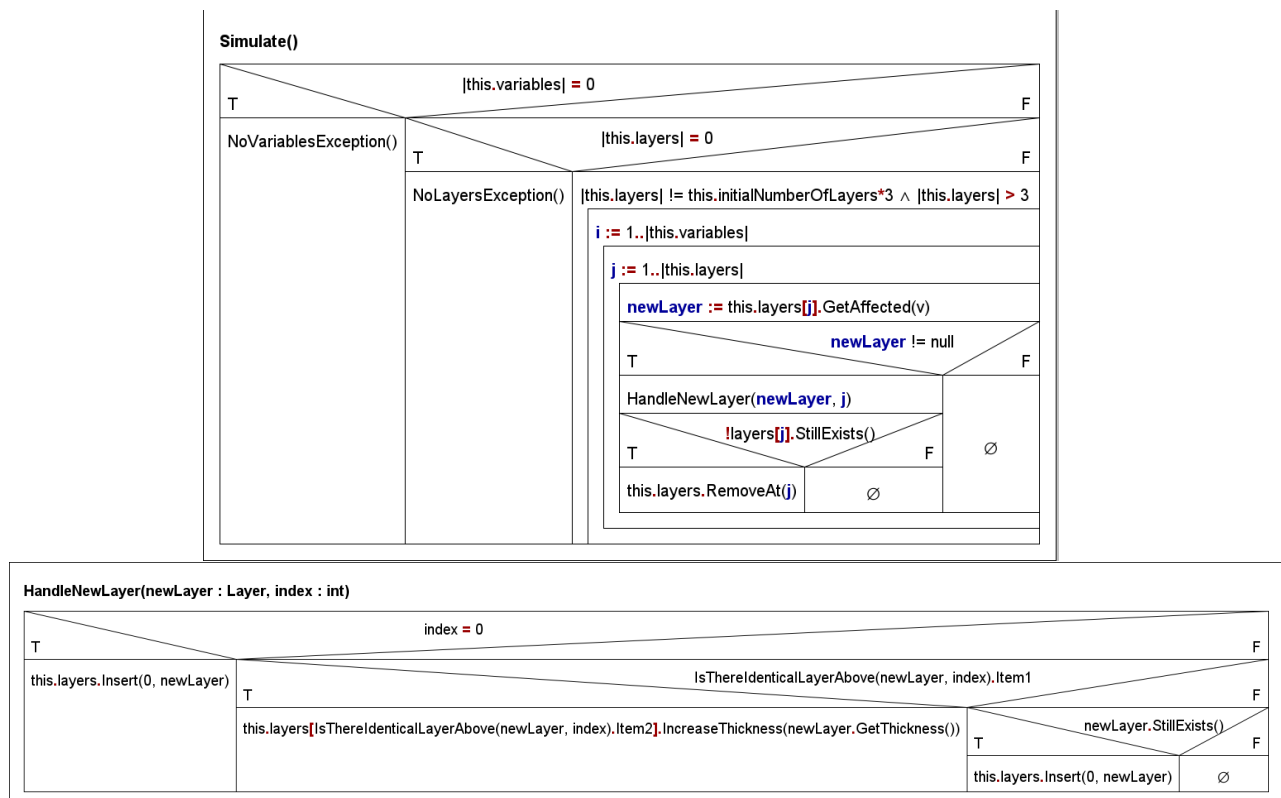 Simulate()
|this.variables| = 0
T
F
NoVariablesException()
|this.layers| = 0
T
F
NoLayersException()
|this.layers| != this.initialNumberOfLayers*3 ∧ |this.layers| > 3
i := 1..|this.variables|
j := 1..|this.layers|
newLayer := this.layers[j].GetAffected(v)
newLayer != null
T
F
HandleNewLayer(newLayer, j)
!layers[j].StillExists()
T
F
∅
this.layers.RemoveAt(j)
∅
HandleNewLayer(newLayer : Layer, index : int)
index = 0
T
F
this.layers.Insert(0, newLayer)
IsThereIdenticalLayerAbove(newLayer, index).Item1
T
F
this.layers[IsThereIdenticalLayerAbove(newLayer, index).Item2].IncreaseThickness(newLayer.GetThickness())
newLayer.StillExists()
T
F
this.layers.Insert(0, newLayer)
∅